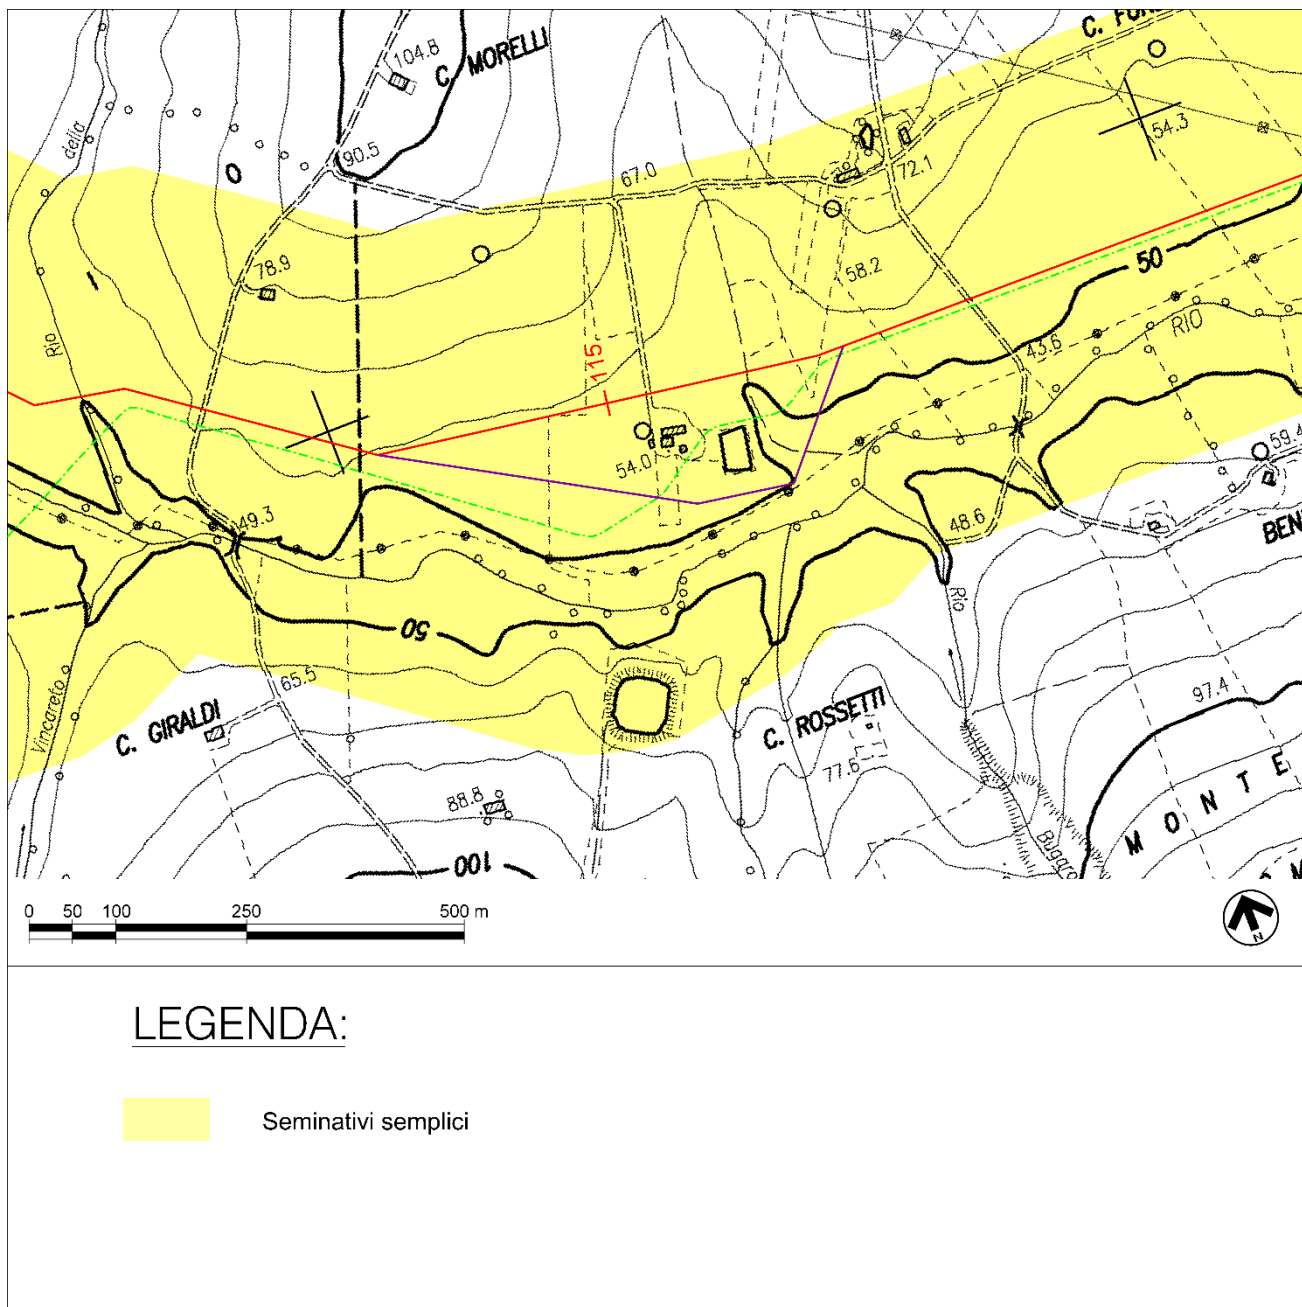 104.8
C. MORELLI
della
90.5
67.0
72.1
54.3
78.9
58.2
50
Rio
115
43.6
RIO
54.0
59.4
49.3
48.6
BEN
50
Rio
65.5
Vincareto
C. GIRALDI
C. ROSSETTI
97.4
77.6
88.8
MONTE
100
0 50 100 250 500 m
N
LEGENDA:
Seminativi semplici